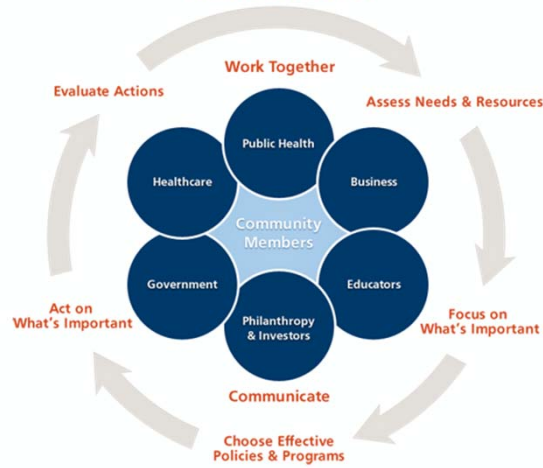 Work Together
Evaluate Actions
Assess Needs & Resources
Public Health
Healthcare
Business
Community
Members
Government
Educators
Philanthropy
& Investors
Act on
What's Important
Focus on
What's Important
Communicate
Choose Effective
Policies & Programs